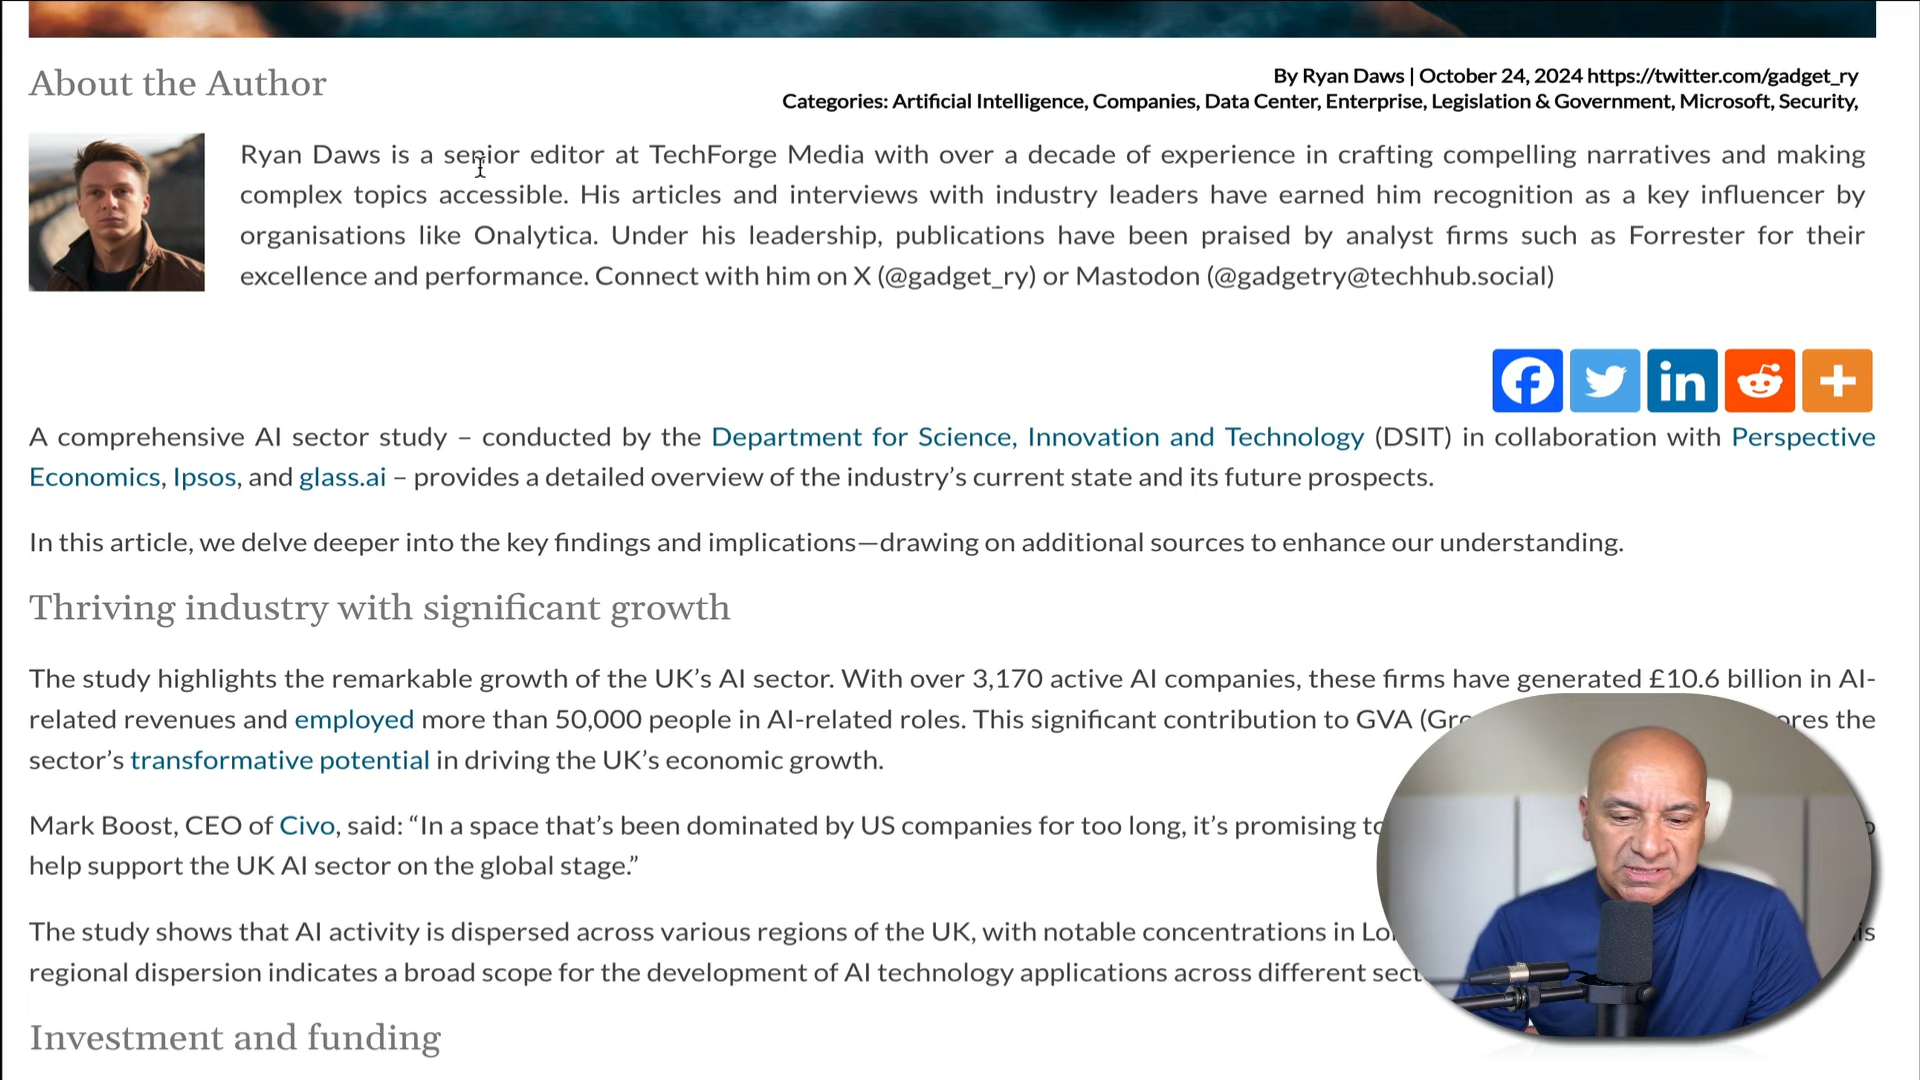 About the Author
By Ryan Daws | October 24, 2024 https://twitter.com/gadget_ry
Categories: Artificial Intelligence, Companies, Data Center, Enterprise, Legislation & Government, Microsoft, Security,
Ryan Daws is a senior editor at TechForge Media with over a decade of experience in crafting compelling narratives and making
complex topics accessible. His articles and interviews with industry leaders have earned him recognition as a key influencer by
organisations like Onalytica. Under his leadership, publications have been praised by analyst firms such as Forrester for their
excellence and performance. Connect with him on X (@gadget_ry) or Mastodon (@gadgetry@techhub.social)
A comprehensive AI sector study – conducted by the Department for Science, Innovation and Technology (DSIT) in collaboration with Perspective
Economics, Ipsos, and glass.ai – provides a detailed overview of the industry’s current state and its future prospects.
In this article, we delve deeper into the key findings and implications—drawing on additional sources to enhance our understanding.
Thriving industry with significant growth
The study highlights the remarkable growth of the UK’s AI sector. With over 3,170 active AI companies, these firms have generated £10.6 billion in AI-
related revenues and employed more than 50,000 people in AI-related roles. This significant contribution to GVA the
sector’s transformative potential in driving the UK’s economic growth.
Mark Boost, CEO of Civo, said: “In a space that’s been dominated by US companies for too long, it’s promising
help support the UK AI sector on the global stage.”
The study shows that AI activity is dispersed across various regions of the UK, with notable concentrations in
regional dispersion indicates a broad scope for the development of AI technology applications across different
Investment and funding